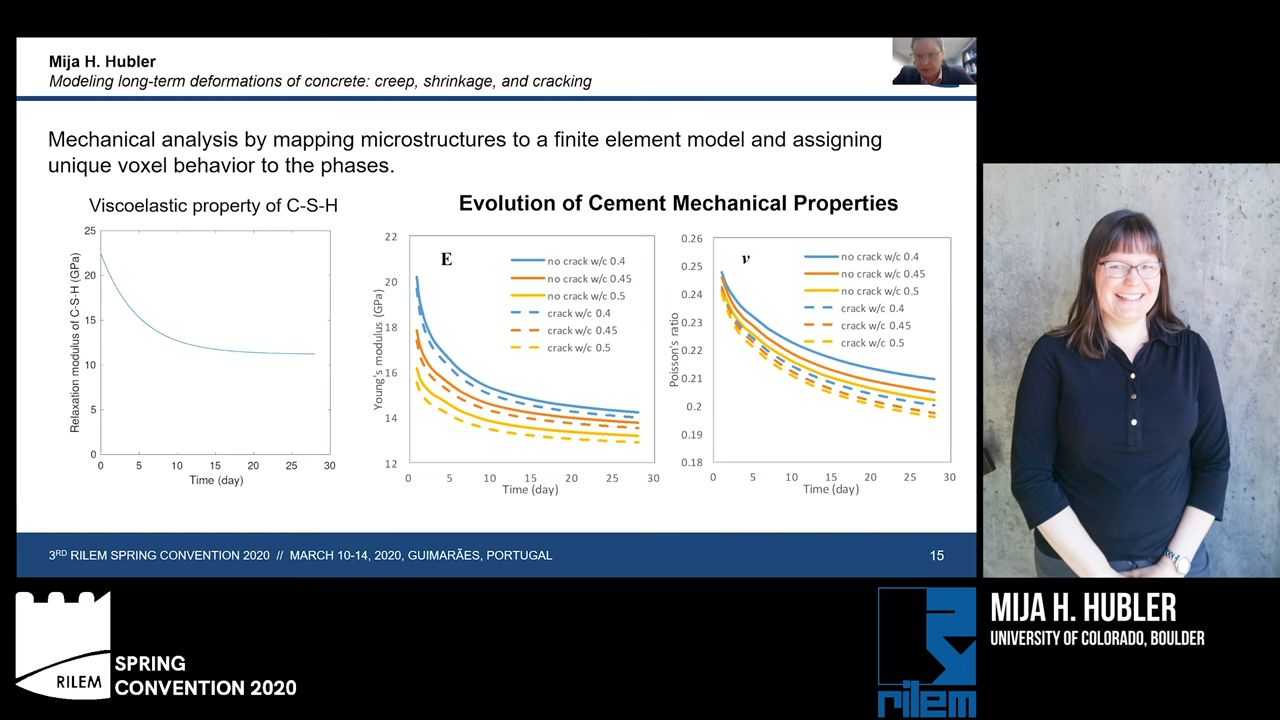 Mija H. Hubler
Modeling long-term deformations of concrete: creep, shrinkage, and cracking
Mechanical analysis by mapping microstructures to a finite element model and assigning
unique voxel behavior to the phases.
Viscoelastic property of C-S-H
Relaxation modulus of C-S-H (GPa)
25
20
15
10
5
0
0 5 10 15 20 25 30
Time (day)
Evolution of Cement Mechanical Properties
E
Young's modulus (GPa)
22
20
18
16
14
12
no crack w/c 0.4
no crack w/c 0.45
no crack w/c 0.5
crack w/c 0.4
crack w/c 0.45
crack w/c 0.5
0 5 10 15 20 25 30
Time (day)
ν
Poisson's ratio
0.26
0.25
0.24
0.23
0.22
0.21
0.2
0.19
0.18
no crack w/c 0.4
no crack w/c 0.45
no crack w/c 0.5
crack w/c 0.4
crack w/c 0.45
crack w/c 0.5
0 5 10 15 20 25 30
Time (day)
3RD RILEM SPRING CONVENTION 2020 // MARCH 10-14, 2020, GUIMARÃES, PORTUGAL
15
RILEM
SPRING
CONVENTION 2020
rilem
MIJA H. HUBLER
UNIVERSITY OF COLORADO, BOULDER